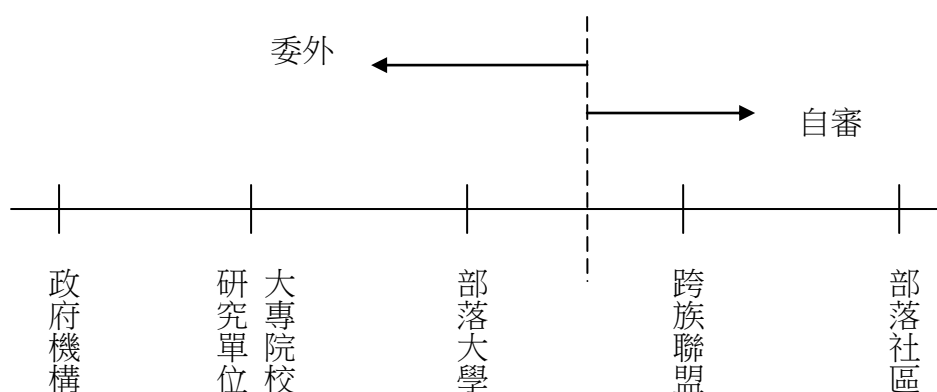 委外
自審
政府機構
大專院校
研究單位
部落大學
跨族聯盟
部落社區